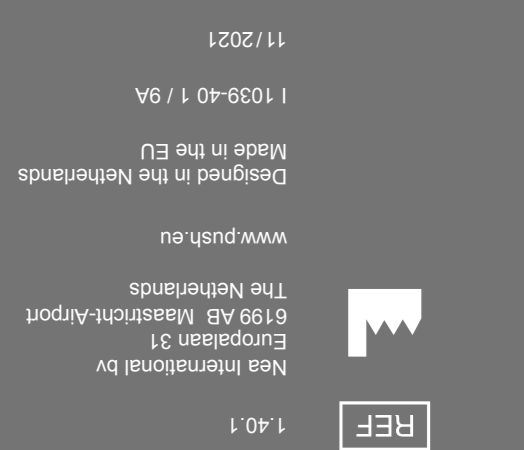 REF 1.40.1
Nea International bv
Europalaan 31
6199 AB Maastricht-Airport
The Netherlands
www.push.eu
Designed in the Netherlands
Made in the EU
I 1039-40 1 / 9A
11/2021